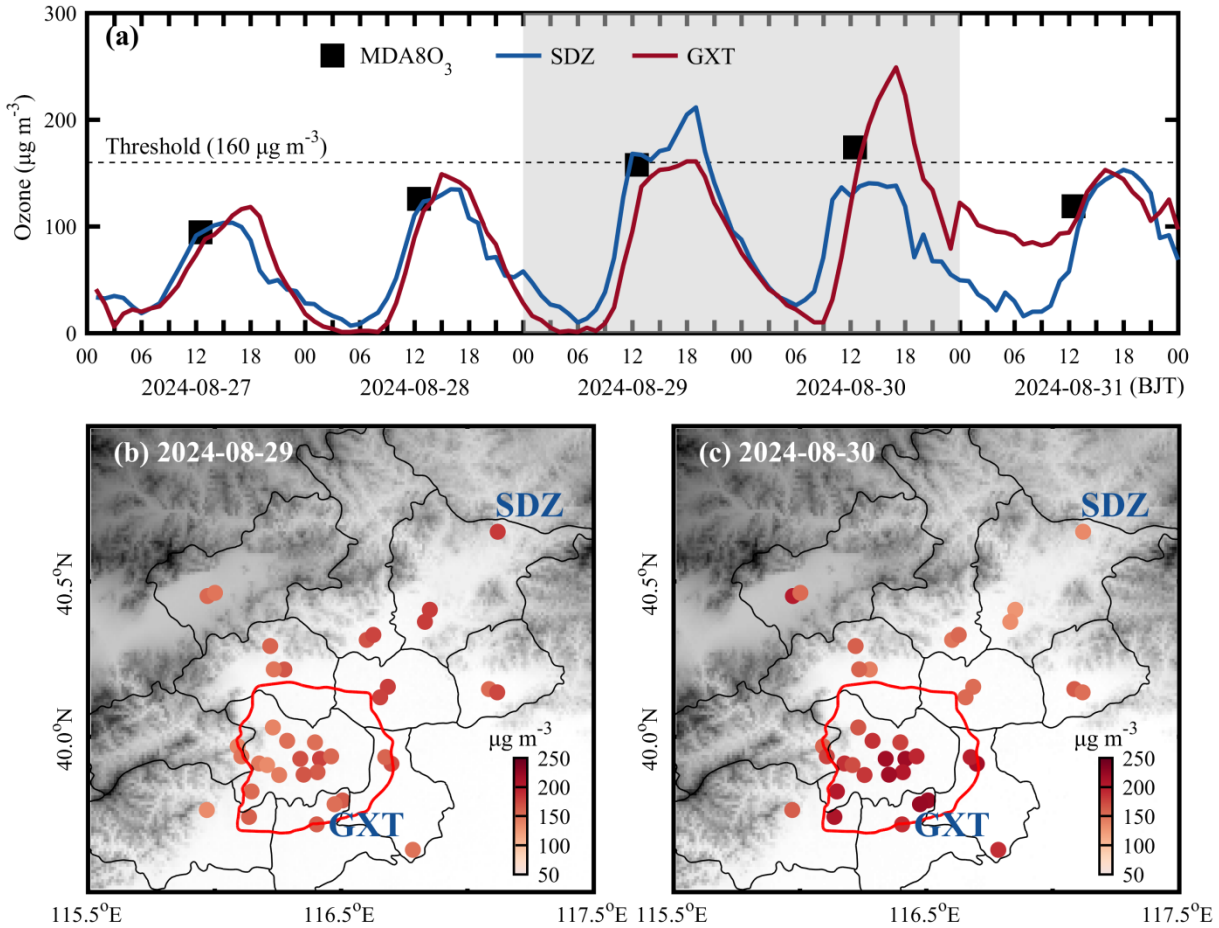 (a)
MDA8O3 SDZ GXT
Threshold (160 μg m-3)
Ozone (μg m-3)
300
200
100
0
00 06 12 18 00 06 12 18 00 06 12 18 00 06 12 18 00 06 12 18 00
2024-08-27 2024-08-28 2024-08-29 2024-08-30 2024-08-31 (BJT)
(b) 2024-08-29
SDZ
40.5oN
40.0oN
GXT
μg m-3
250
200
150
100
50
115.5oE 116.5oE 117.5oE
(c) 2024-08-30
SDZ
40.5oN
40.0oN
GXT
μg m-3
250
200
150
100
50
115.5oE 116.5oE 117.5oE